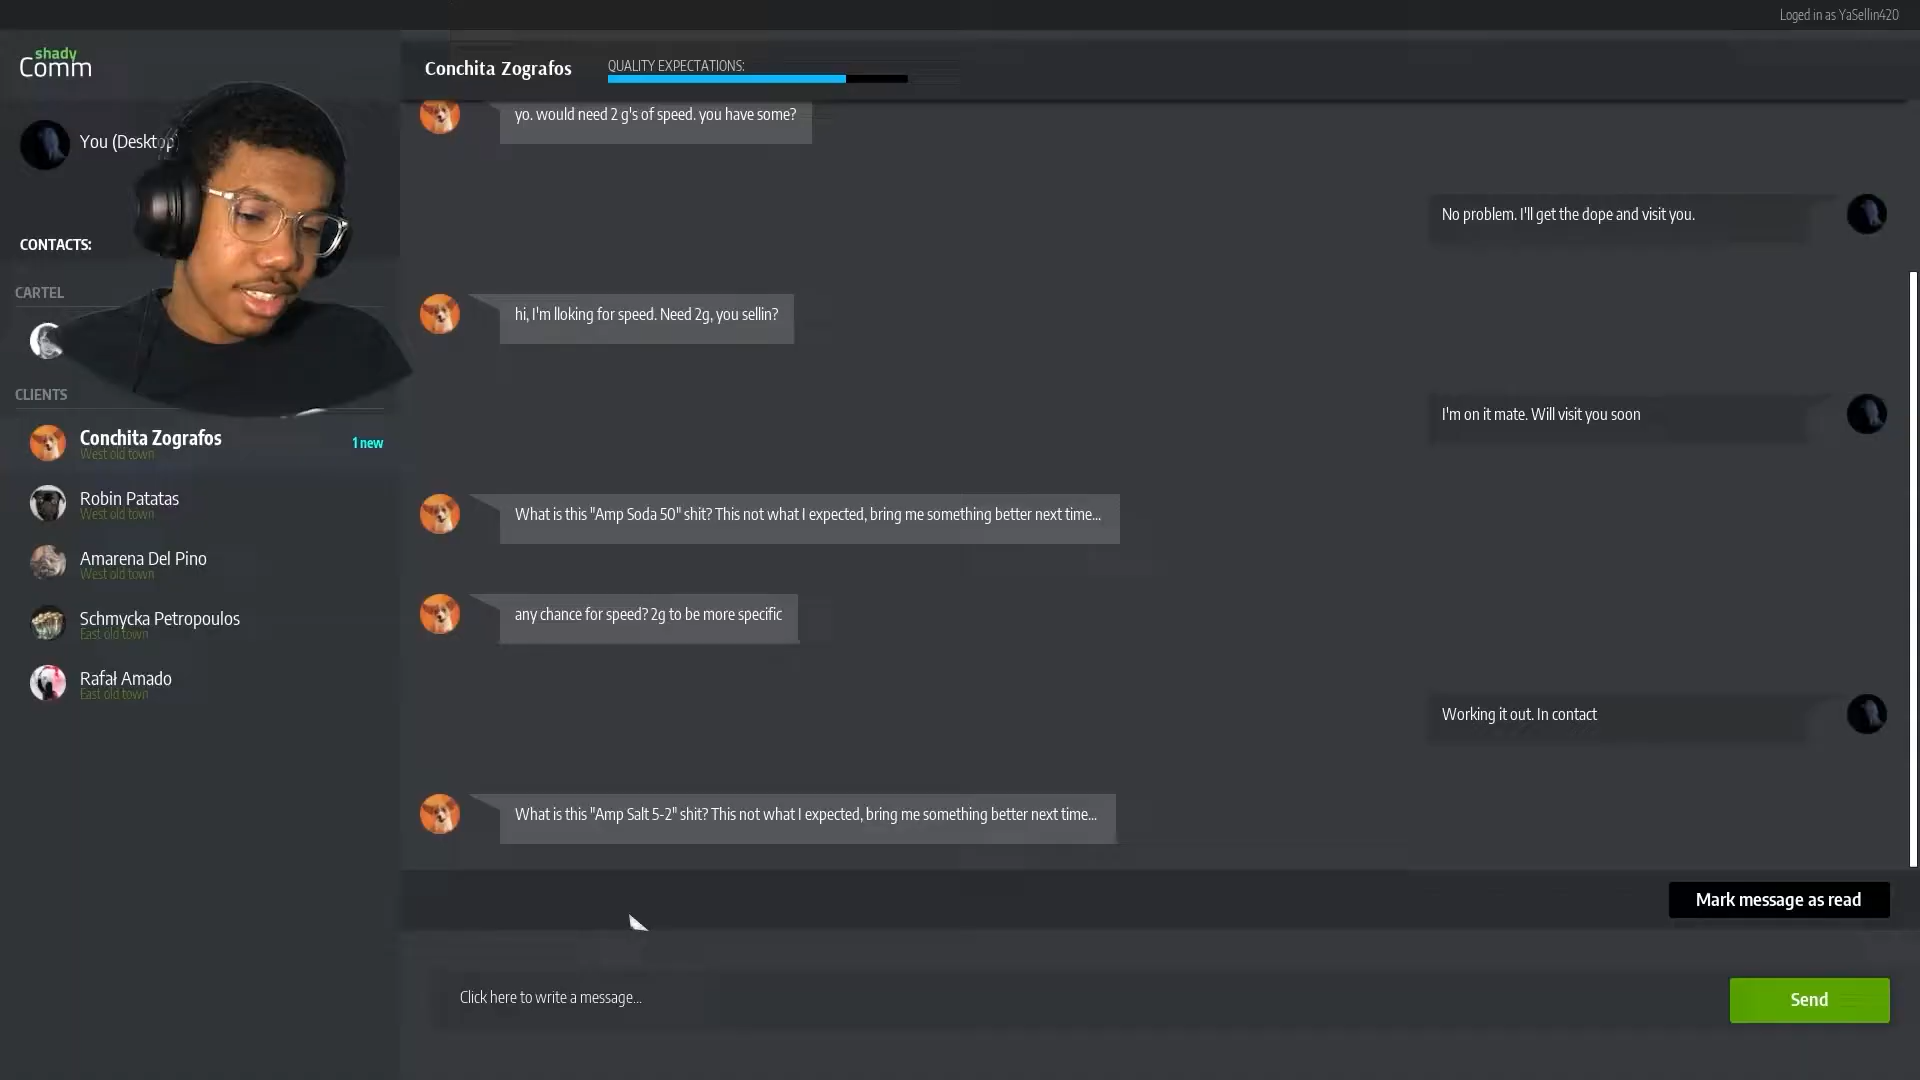 Loged in as YaSellin420
shady
Comm
Conchita Zografos
QUALITY EXPECTATIONS:
yo. would need 2 g's of speed. you have some?
You (Desktop)
No problem. I'll get the dope and visit you.
CONTACTS:
CARTEL
hi, I'm lloking for speed. Need 2g, you sellin?
CLIENTS
I'm on it mate. Will visit you soon
Conchita Zografos
West old town
1 new
Robin Patatas
West old town
What is this "Amp Soda 50" shit? This not what I expected, bring me something better next time...
Amarena Del Pino
West old town
Schmycka Petropoulos
East old town
any chance for speed? 2g to be more specific
Rafał Amado
East old town
Working it out. In contact
What is this "Amp Salt 5-2" shit? This not what I expected, bring me something better next time...
Mark message as read
Click here to write a message...
Send